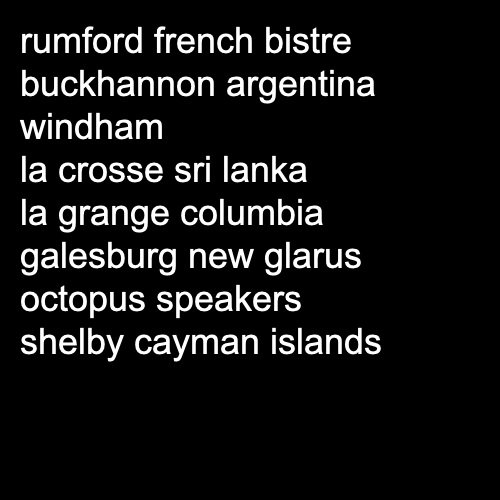 rumford french bistre
buckhannon argentina
windham
la crosse sri lanka
la grange columbia
galesburg new glarus
octopus speakers
shelby cayman islands